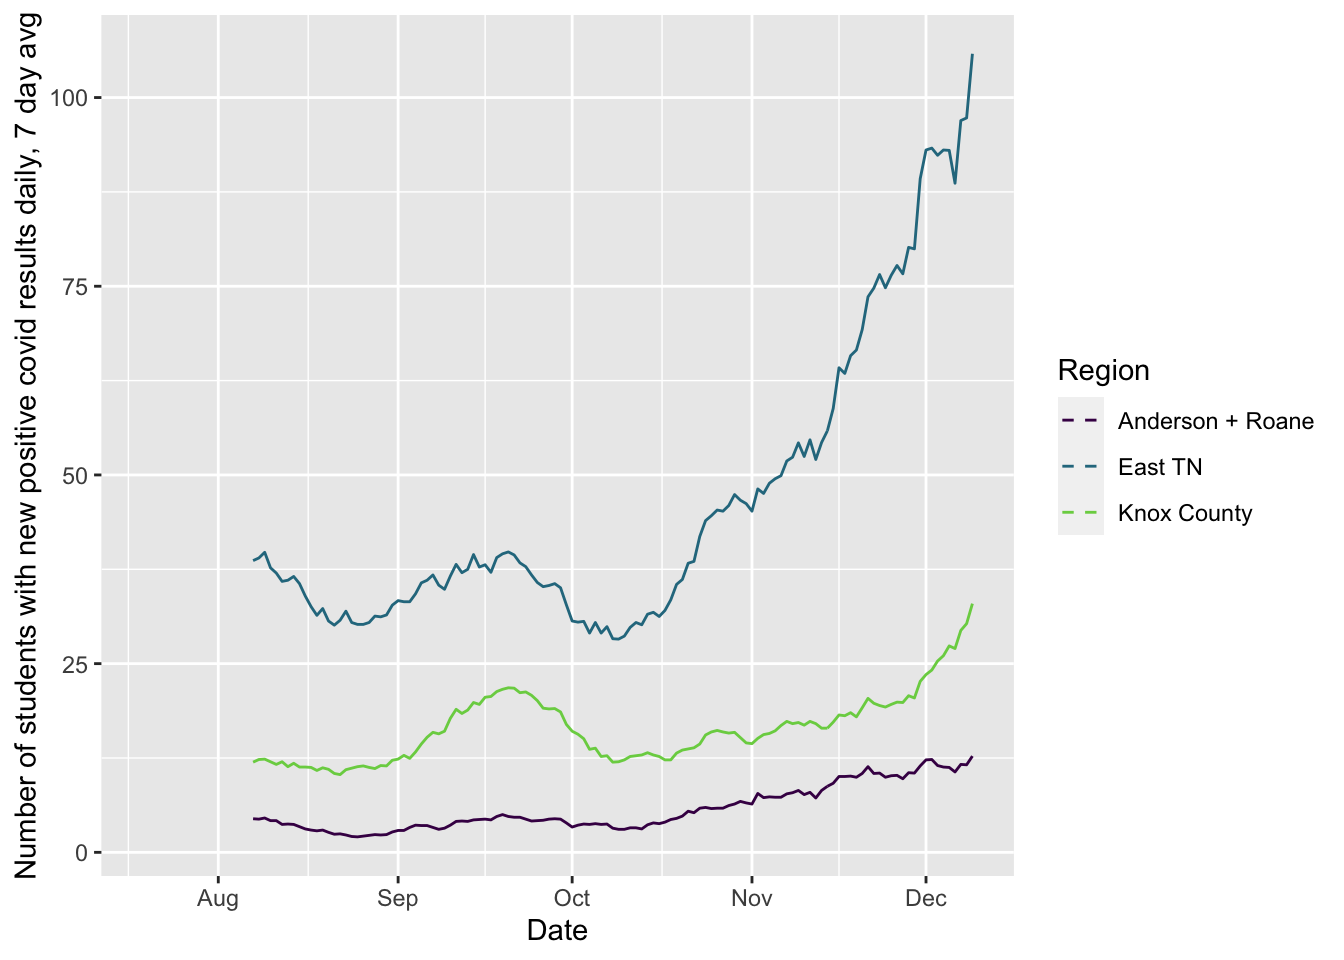 Number of students with new positive covid results daily, 7 day avg
100
75
50
25
0
Aug
Sep
Oct
Nov
Dec
Date
Region
Anderson + Roane
East TN
Knox County